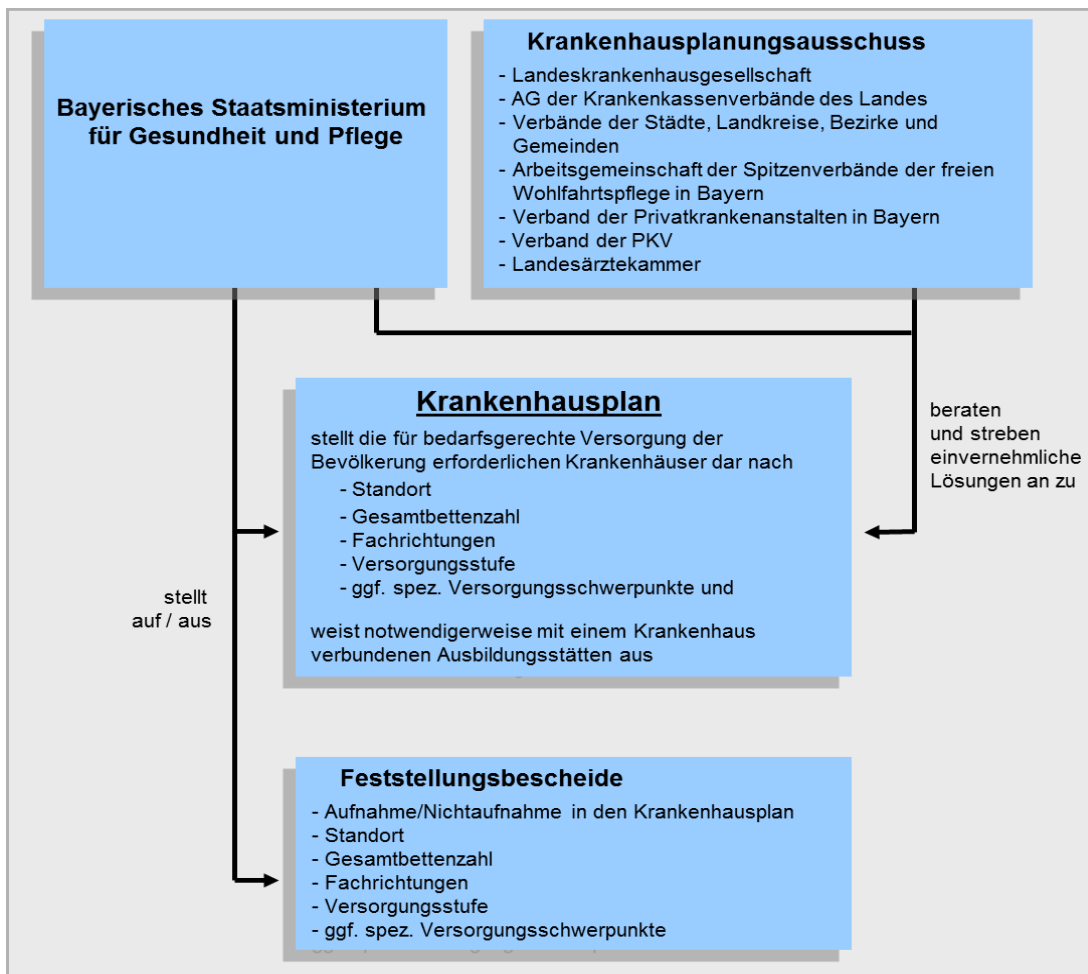 Bayerisches Staatsministerium
für Gesundheit und Pflege
Krankenhausplanungsausschuss
- Landeskrankenhausgesellschaft
- AG der Krankenkassenverbände des Landes
- Verbände der Städte, Landkreise, Bezirke und
Gemeinden
- Arbeitsgemeinschaft der Spitzenverbände der freien
Wohlfahrtspflege in Bayern
- Verband der Privatkrankenanstalten in Bayern
- Verband der PKV
- Landesärztekammer
Krankenhausplan
stellt die für bedarfsgerechte Versorgung der
Bevölkerung erforderlichen Krankenhäuser dar nach
- Standort
- Gesamtbettenzahl
- Fachrichtungen
- Versorgungsstufe
- ggf. spez. Versorgungsschwerpunkte und
weist notwendigerweise mit einem Krankenhaus
verbundenen Ausbildungsstätten aus
beraten
und streben
einvernehmliche
Lösungen an zu
stellt
auf / aus
Feststellungsbescheide
- Aufnahme/Nichtaufnahme in den Krankenhausplan
- Standort
- Gesamtbettenzahl
- Fachrichtungen
- Versorgungsstufe
- ggf. spez. Versorgungsschwerpunkte